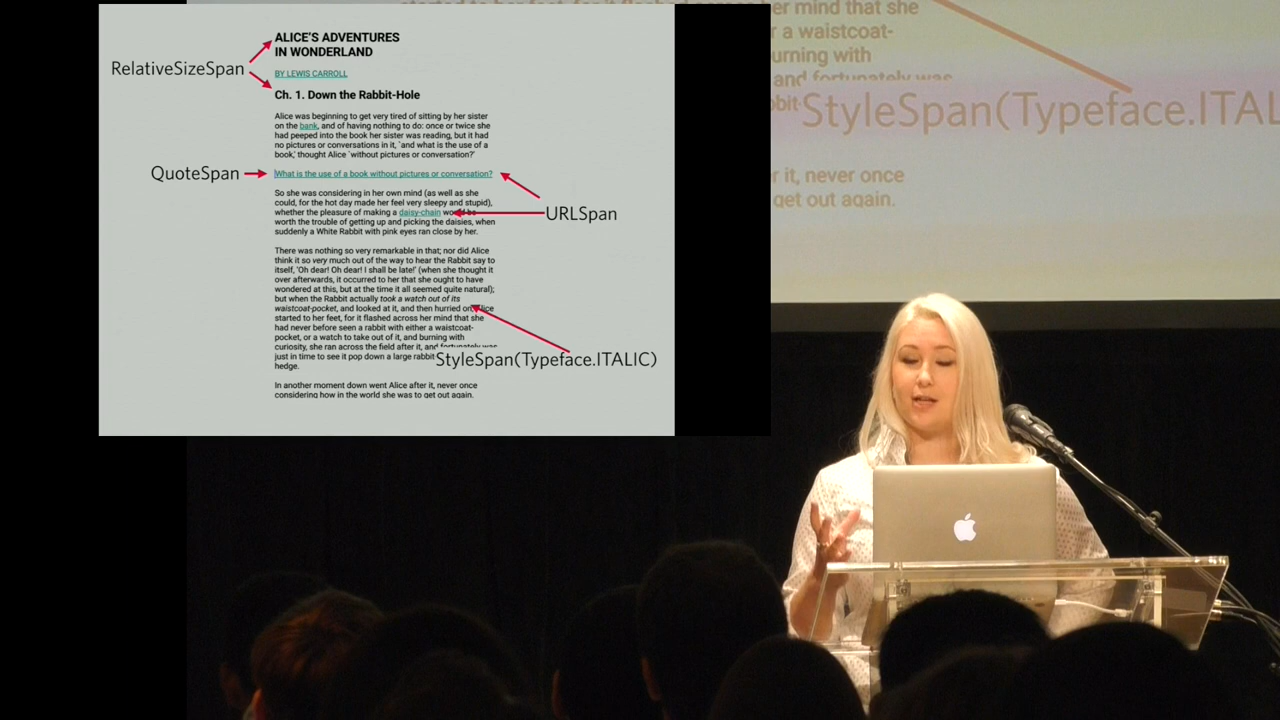 ALICE'S ADVENTURES
IN WONDERLAND
RelativeSizeSpan
BY LEWIS CARROLL
Ch. 1. Down the Rabbit-Hole
Alice was beginning to get very tired of sitting by her sister
on the bank, and of having nothing to do: once or twice she
had peeped into the book her sister was reading, but it had
no pictures or conversations in it, `and what is the use of a
book,' thought Alice `without pictures or conversation?'
QuoteSpan
What is the use of a book without pictures or conversation?
So she was considering in her own mind (as well as she
could, for the hot day made her feel very sleepy and stupid),
whether the pleasure of making a daisy-chain would be
worth the trouble of getting up and picking the daisies, when
suddenly a White Rabbit with pink eyes ran close by her.
URLSpan
There was nothing so very remarkable in that; nor did Alice
think it so very much out of the way to hear the Rabbit say to
itself, 'Oh dear! Oh dear! I shall be late!' (when she thought it
over afterwards, it occurred to her that she ought to have
wondered at this, but at the time it all seemed quite natural);
but when the Rabbit actually took a watch out of its
waistcoat-pocket, and looked at it, and then hurried on, Alice
started to her feet, for it flashed across her mind that she
had never before seen a rabbit with either a waistcoat-
pocket, or a watch to take out of it, and burning with
curiosity, she ran across the field after it, and fortunately was
just in time to see it pop down a large rabbit
hedge.
StyleSpan(Typeface.ITALIC)
In another moment down went Alice after it, never once
considering how in the world she was to get out again.
started to her feet, for it flashed across her mind that she
a waistcoat-
urning with
and fortunately was
bbit
StyleSpan(Typeface.ITAL
r it, never once
get out again.